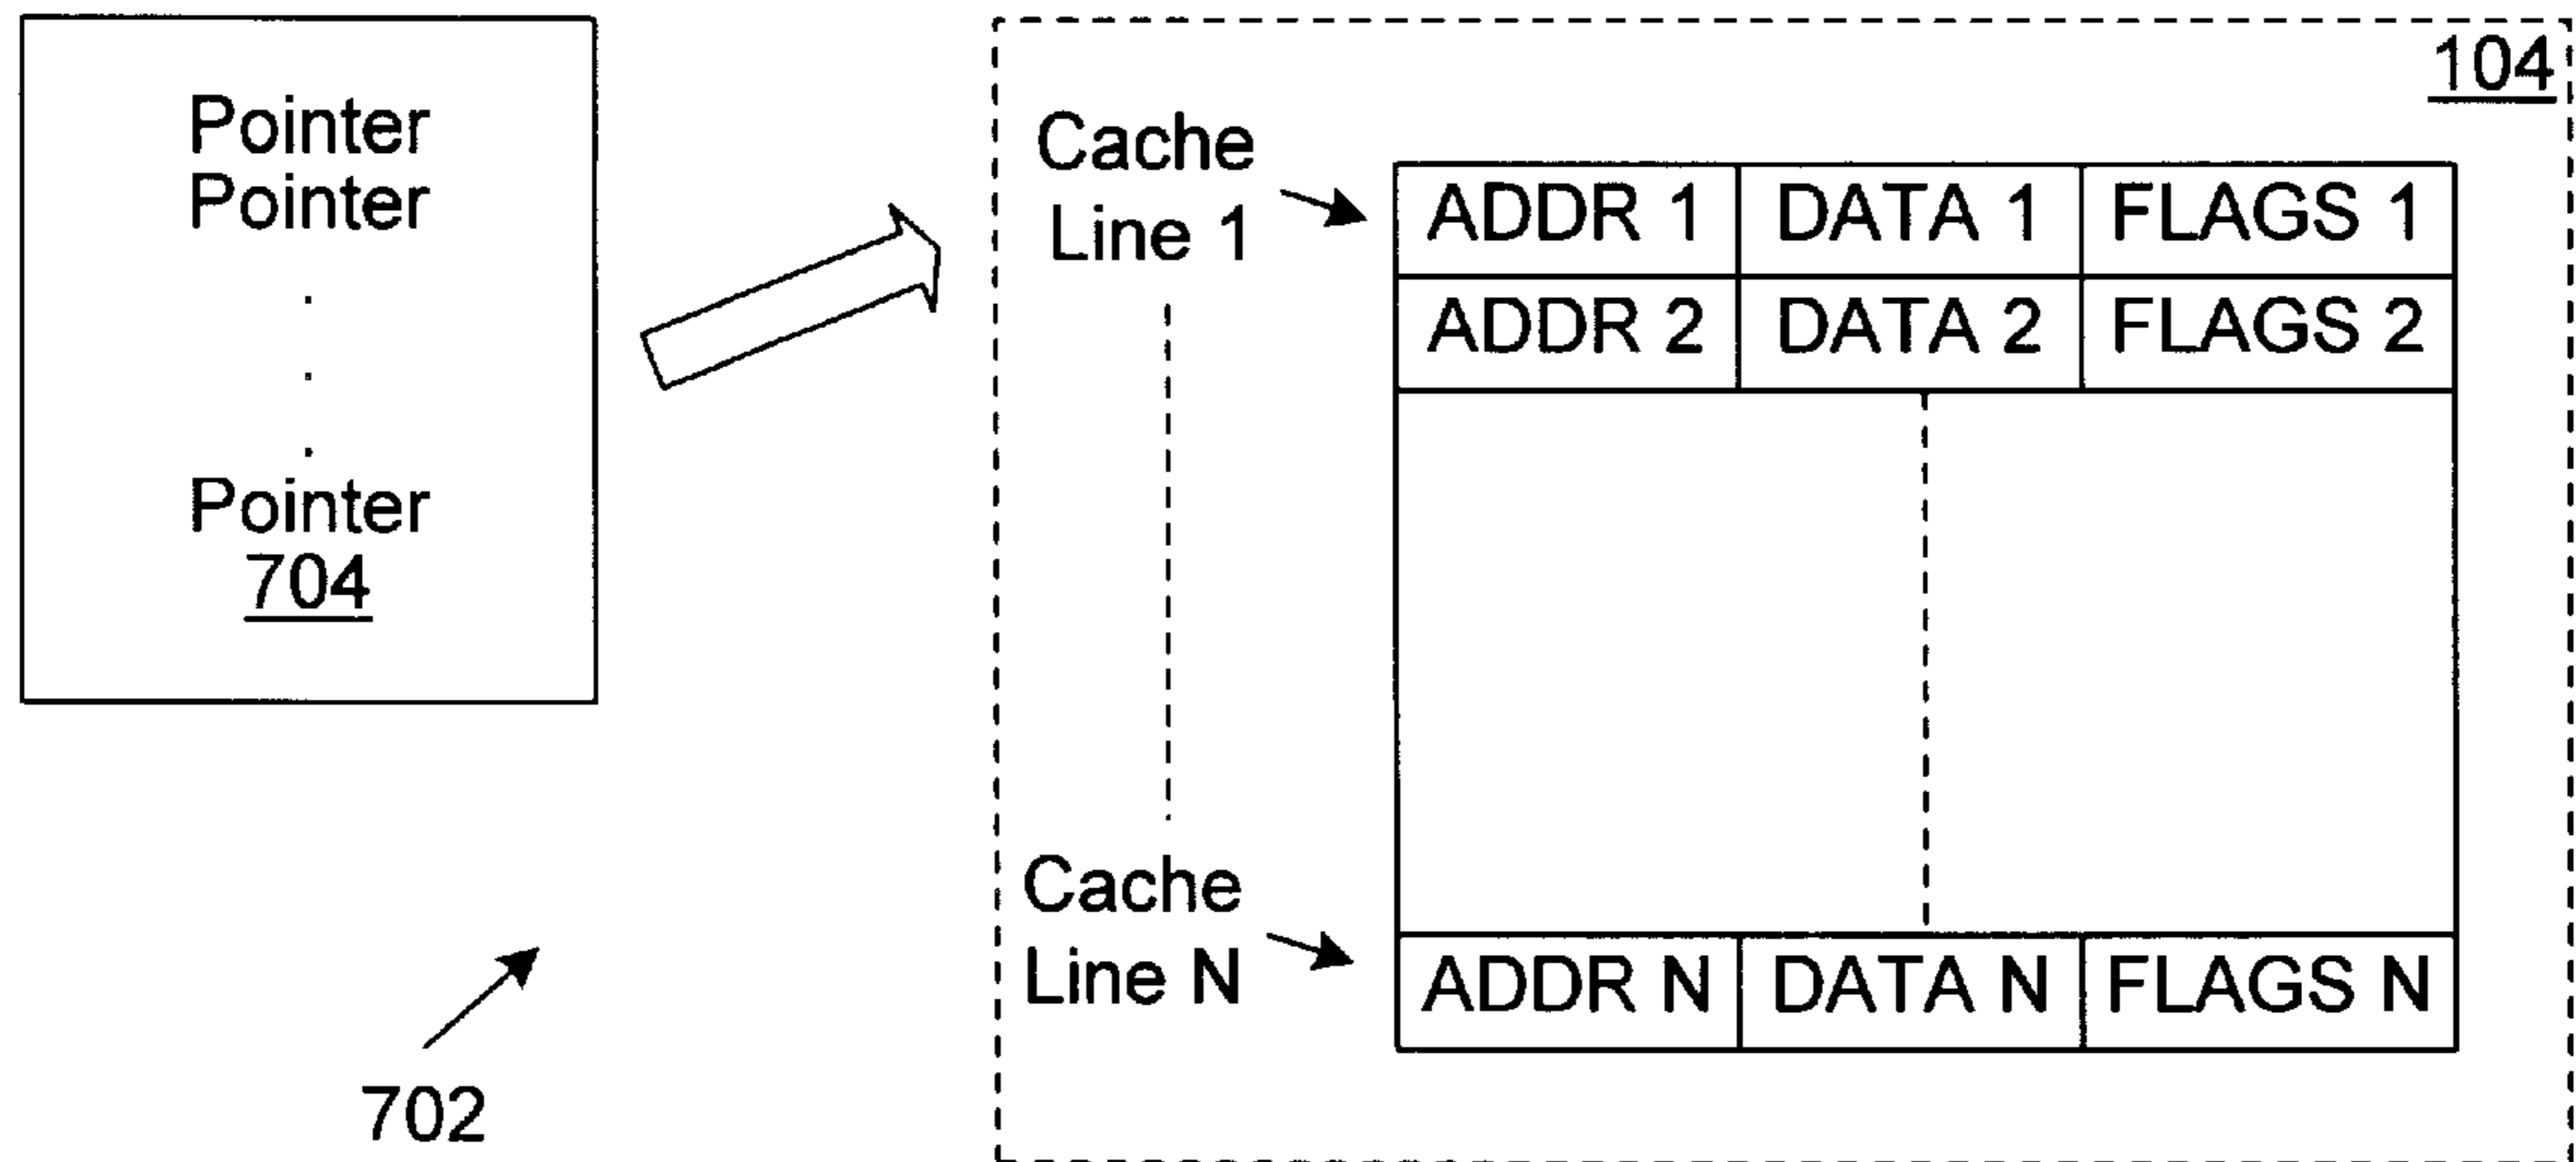 Pointer
Pointer
.
.
.
Pointer
704
702
104
Cache
Line 1
ADDR 1 DATA 1 FLAGS 1
ADDR 2 DATA 2 FLAGS 2
Cache
Line N
ADDR N DATA N FLAGS N